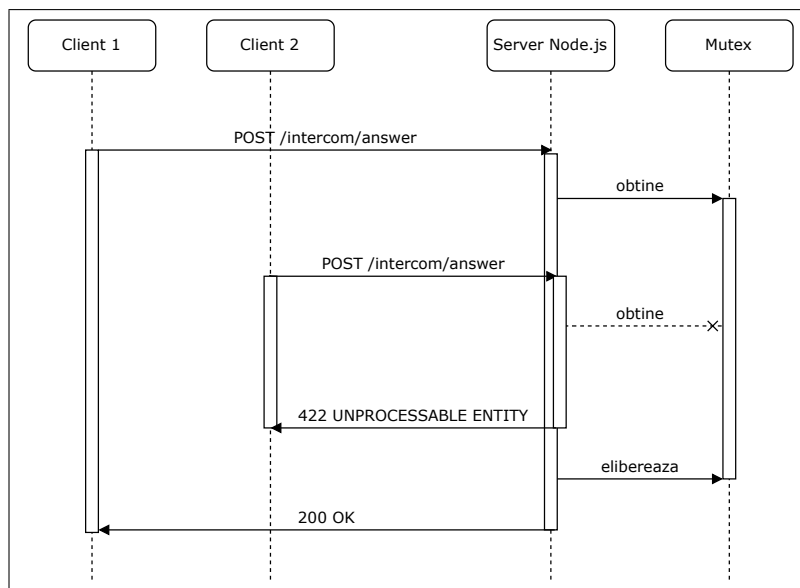 Client 1
Client 2
Server Node.js
Mutex
POST /intercom/answer
obtine
POST /intercom/answer
obtine
422 UNPROCESSABLE ENTITY
elibereaza
200 OK